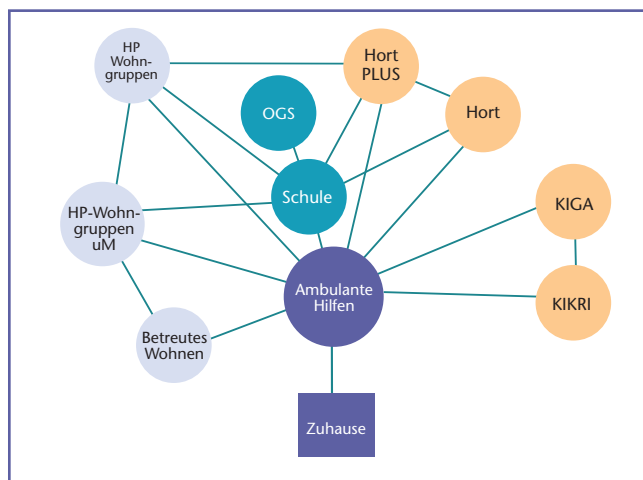 HP
Wohn-
gruppen
Hort
PLUS
OGS
Hort
Schule
HP-Wohn-
gruppen
uM
KIGA
Ambulante
Hilfen
KIKRI
Betreutes
Wohnen
Zuhause